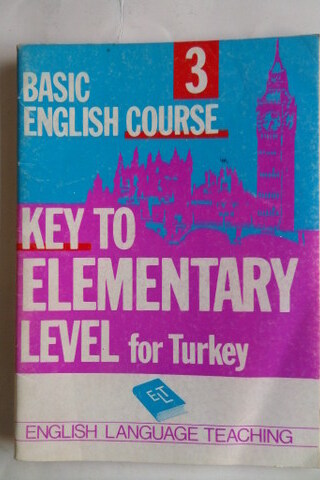 3
BASIC
ENGLISH COURSE
KEY TO
ELEMENTARY
LEVEL for Turkey
ELT
ENGLISH LANGUAGE TEACHING